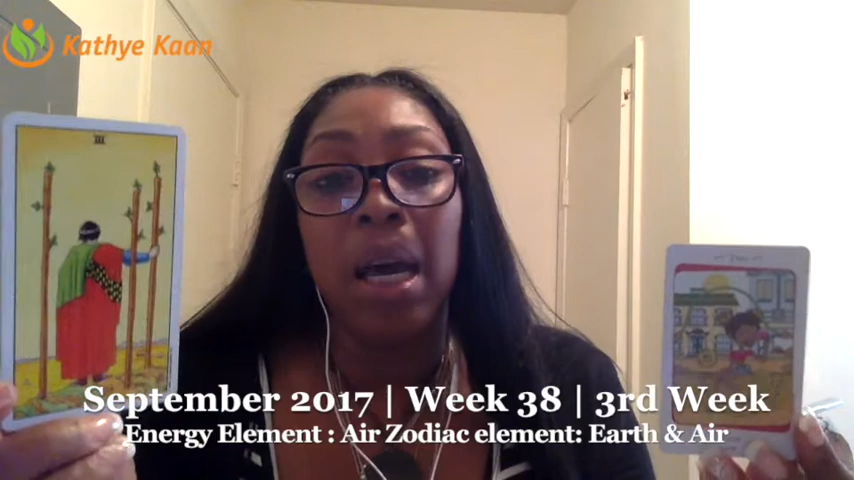 Kathye Kaan
III
September 2017 | Week 38 | 3rd Week
Energy Element : Air Zodiac element: Earth & Air